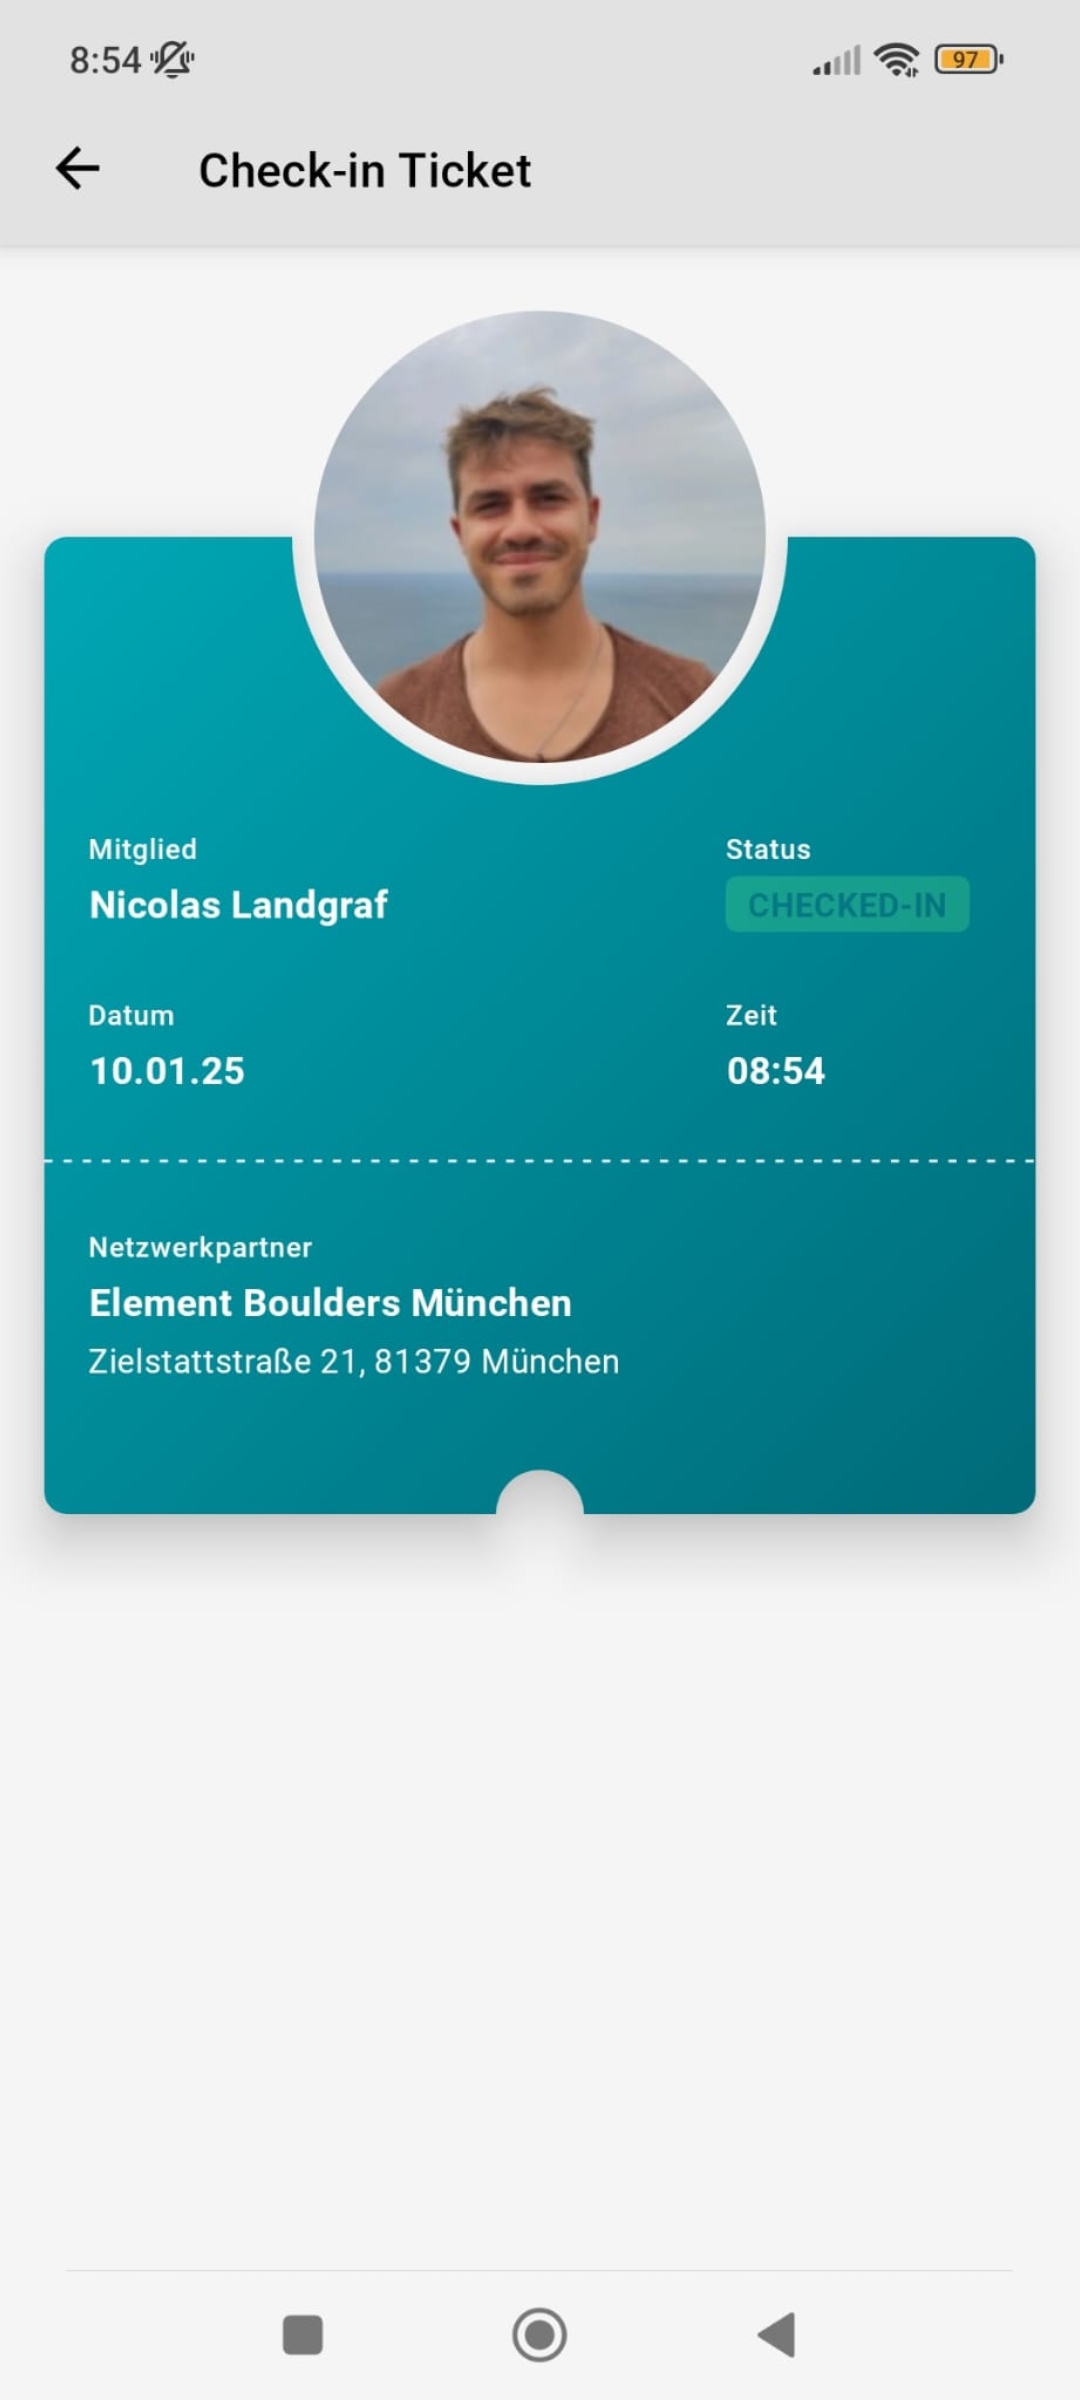 8:54
97
Check-in Ticket
Mitglied
Nicolas Landgraf
Status
CHECKED-IN
Datum
10.01.25
Zeit
08:54
Netzwerkpartner
Element Boulders München
Zielstattstraße 21, 81379 München